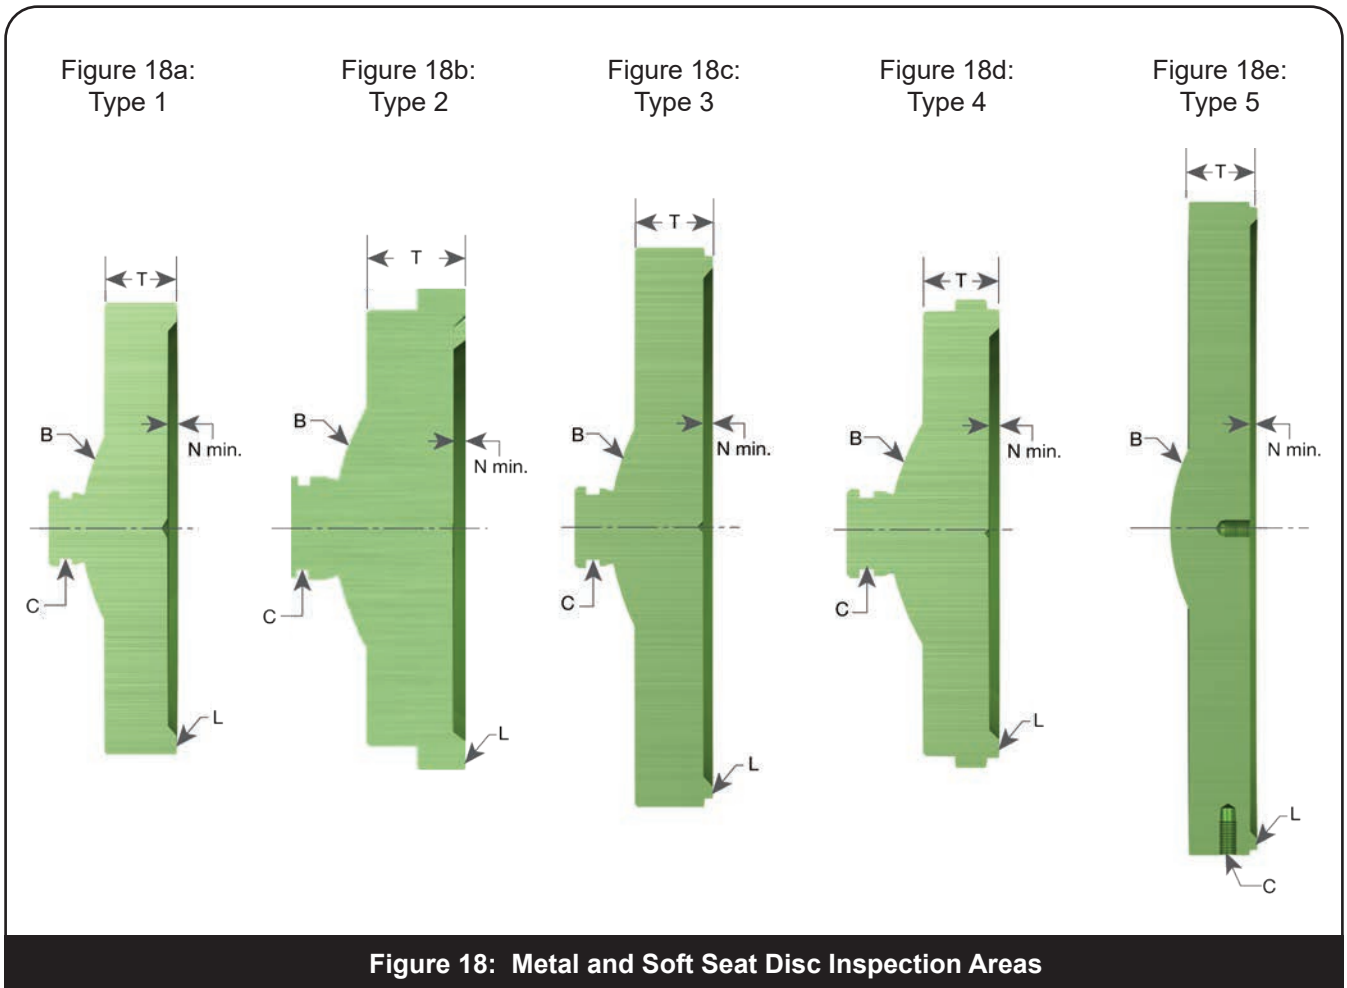 Figure 18a:
Type 1
Figure 18b:
Type 2
Figure 18c:
Type 3
Figure 18d:
Type 4
Figure 18e:
Type 5
T
B
N min.
C
L
T
B
N min.
C
L
T
B
N min.
C
L
T
B
N min.
C
L
T
B
N min.
L
C
Figure 18: Metal and Soft Seat Disc Inspection Areas